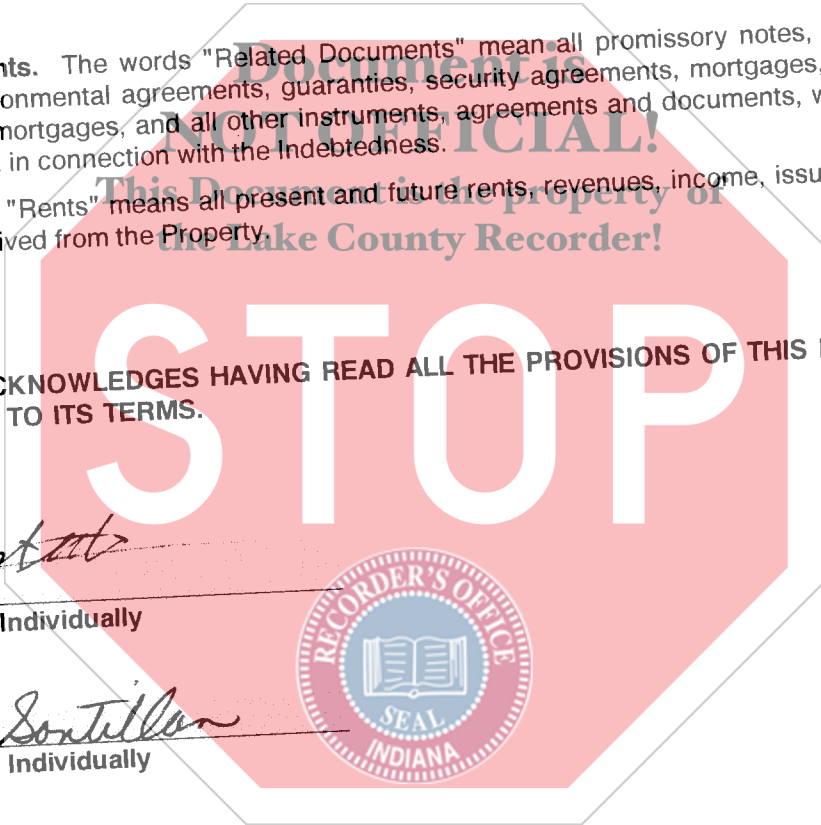 nts. The words "Related Documents" mean all promissory notes,
onmental agreements, guaranties, security agreements, mortgages,
mortgages, and all other instruments, agreements and documents, w
in connection with the Indebtedness.
"Rents" means all present and future rents, revenues, income, issu
ived from the Property.
Document is
NOT OFFICIAL!
This Document is the property of
the Lake County Recorder!
STOP
CKNOWLEDGES HAVING READ ALL THE PROVISIONS OF THIS
TO ITS TERMS.
Individually
Santillan
Individually
RECORDER'S OFFICE
SEAL
INDIANA